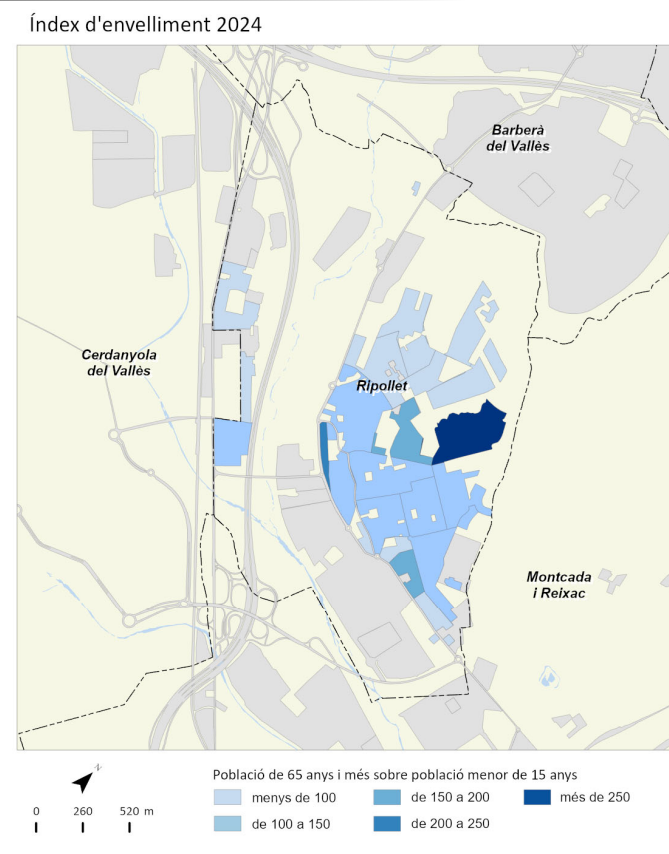 Índex d'envelliment 2024
Barberà
del Vallès
Cerdanyola
del Vallès
Ripollet
Montcada
i Reixac
N
0 260 520 m
Població de 65 anys i més sobre població menor de 15 anys
menys de 100
de 100 a 150
de 150 a 200
de 200 a 250
més de 250